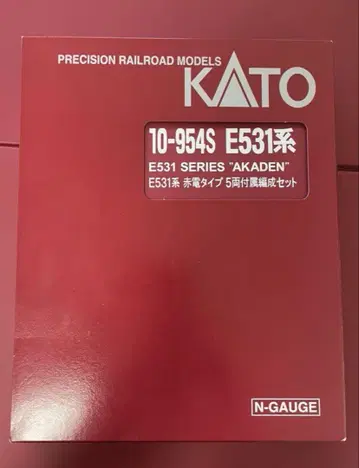 PRECISION RAILROAD MODELS
KATO
10-954S E531系
E531 SERIES "AKADEN"
E531系 赤電タイプ 5両付属編成セット
N-GAUGE